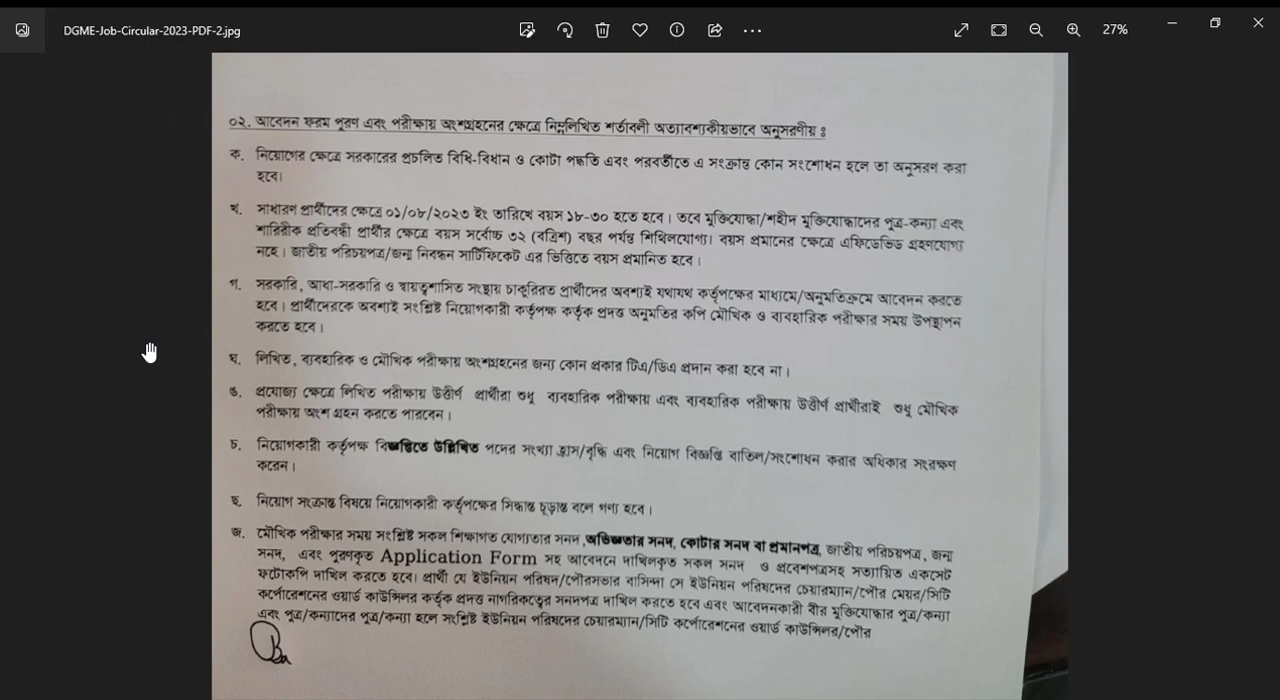 DGME-Job-Circular-2023-PDF-2.jpg
27%
০২. আবেদন ফরম পুরণ এবং পরীক্ষায় অংশগ্রহনের ক্ষেত্রে নিম্নলিখিত শর্তাবলী অত্যাবশ্যকীয়ভাবে অনুসরণীয় ঃ
ক. নিয়োগের ক্ষেত্রে সরকারের প্রচলিত বিধি-বিধান ও কোটা পদ্ধতি এবং পরবর্তীতে এ সংক্রান্ত কোন সংশোধন হলে তা অনুসরণ করা
হবে।
খ. সাধারণ প্রার্থীদের ক্ষেত্রে ০১/০৮/২০২৩ ইং তারিখে বয়স ১৮-৩০ হতে হবে। তবে মুক্তিযোদ্ধা/শহীদ মুক্তিযোদ্ধাদের পুত্র-কন্যা এবং
শারিরীক প্রতিবন্ধী প্রার্থীর ক্ষেত্রে বয়স সর্বোচ্চ ৩২ (বত্রিশ) বছর পর্যন্ত শিথিলযোগ্য। বয়স প্রমানের ক্ষেত্রে এফিডেভিড গ্রহণযোগ্য
নহে। জাতীয় পরিচয়পত্র/জন্ম নিবন্ধন সার্টিফিকেট এর ভিত্তিতে বয়স প্রমানিত হবে।
গ. সরকারি, আধা-সরকারি ও স্বায়ত্বশাসিত সংস্থায় চাকুরিরত প্রার্থীদের অবশ্যই যথাযথ কর্তৃপক্ষের মাধ্যমে/অনুমতিক্রমে আবেদন করতে
হবে। প্রার্থীদেরকে অবশ্যই সংশ্লিষ্ট নিয়োগকারী কর্তৃপক্ষ কর্তৃক প্রদত্ত অনুমতির কপি মৌখিক ও ব্যবহারিক পরীক্ষার সময় উপস্থাপন
করতে হবে।
ঘ. লিখিত, ব্যবহারিক ও মৌখিক পরীক্ষায় অংশগ্রহনের জন্য কোন প্রকার টিএ/ডিএ প্রদান করা হবে না।
ঙ. প্রযোজ্য ক্ষেত্রে লিখিত পরীক্ষায় উত্তীর্ণ প্রার্থীরা শুধু ব্যবহারিক পরীক্ষায় এবং ব্যবহারিক পরীক্ষায় উত্তীর্ণ প্রার্থীরাই শুধু মৌখিক
পরীক্ষায় অংশ গ্রহন করতে পারবেন।
চ. নিয়োগকারী কর্তৃপক্ষ বিজ্ঞপ্তিতে উল্লিখিত পদের সংখ্যা হ্রাস/বৃদ্ধি এবং নিয়োগ বিজ্ঞপ্তি বাতিল/সংশোধন করার অধিকার সংরক্ষণ
করেন।
ছ. নিয়োগ সংক্রান্ত বিষয়ে নিয়োগকারী কর্তৃপক্ষের সিদ্ধান্ত চূড়ান্ত বলে গণ্য হবে।
জ. মৌখিক পরীক্ষার সময় সংশ্লিষ্ট সকল শিক্ষাগত যোগ্যতার সনদ,অভিজ্ঞতার সনদ, কোটার সনদ বা প্রমানপত্র, জাতীয় পরিচয়পত্র, জন্ম
সনদ, এবং পুরণকৃত Application Form সহ আবেদনে দাখিলকৃত সকল সনদ ও প্রবেশপত্রসহ সত্যায়িত একসেট
ফটোকপি দাখিল করতে হবে। প্রার্থী যে ইউনিয়ন পরিষদ/পৌরসভার বাসিন্দা সে ইউনিয়ন পরিষদের চেয়ারম্যান/পৌর মেয়র/সিটি
কর্পোরেশনের ওয়ার্ড কাউন্সিলর কর্তৃক প্রদত্ত নাগরিকত্বের সনদপত্র দাখিল করতে হবে এবং আবেদনকারী বীর মুক্তিযোদ্ধার পুত্র/কন্যা
এবং পুত্র/কন্যাদের পুত্র/কন্যা হলে সংশ্লিষ্ট ইউনিয়ন পরিষদের চেয়ারম্যান/সিটি কর্পোরেশনের ওয়ার্ড কাউন্সিলর/পৌর